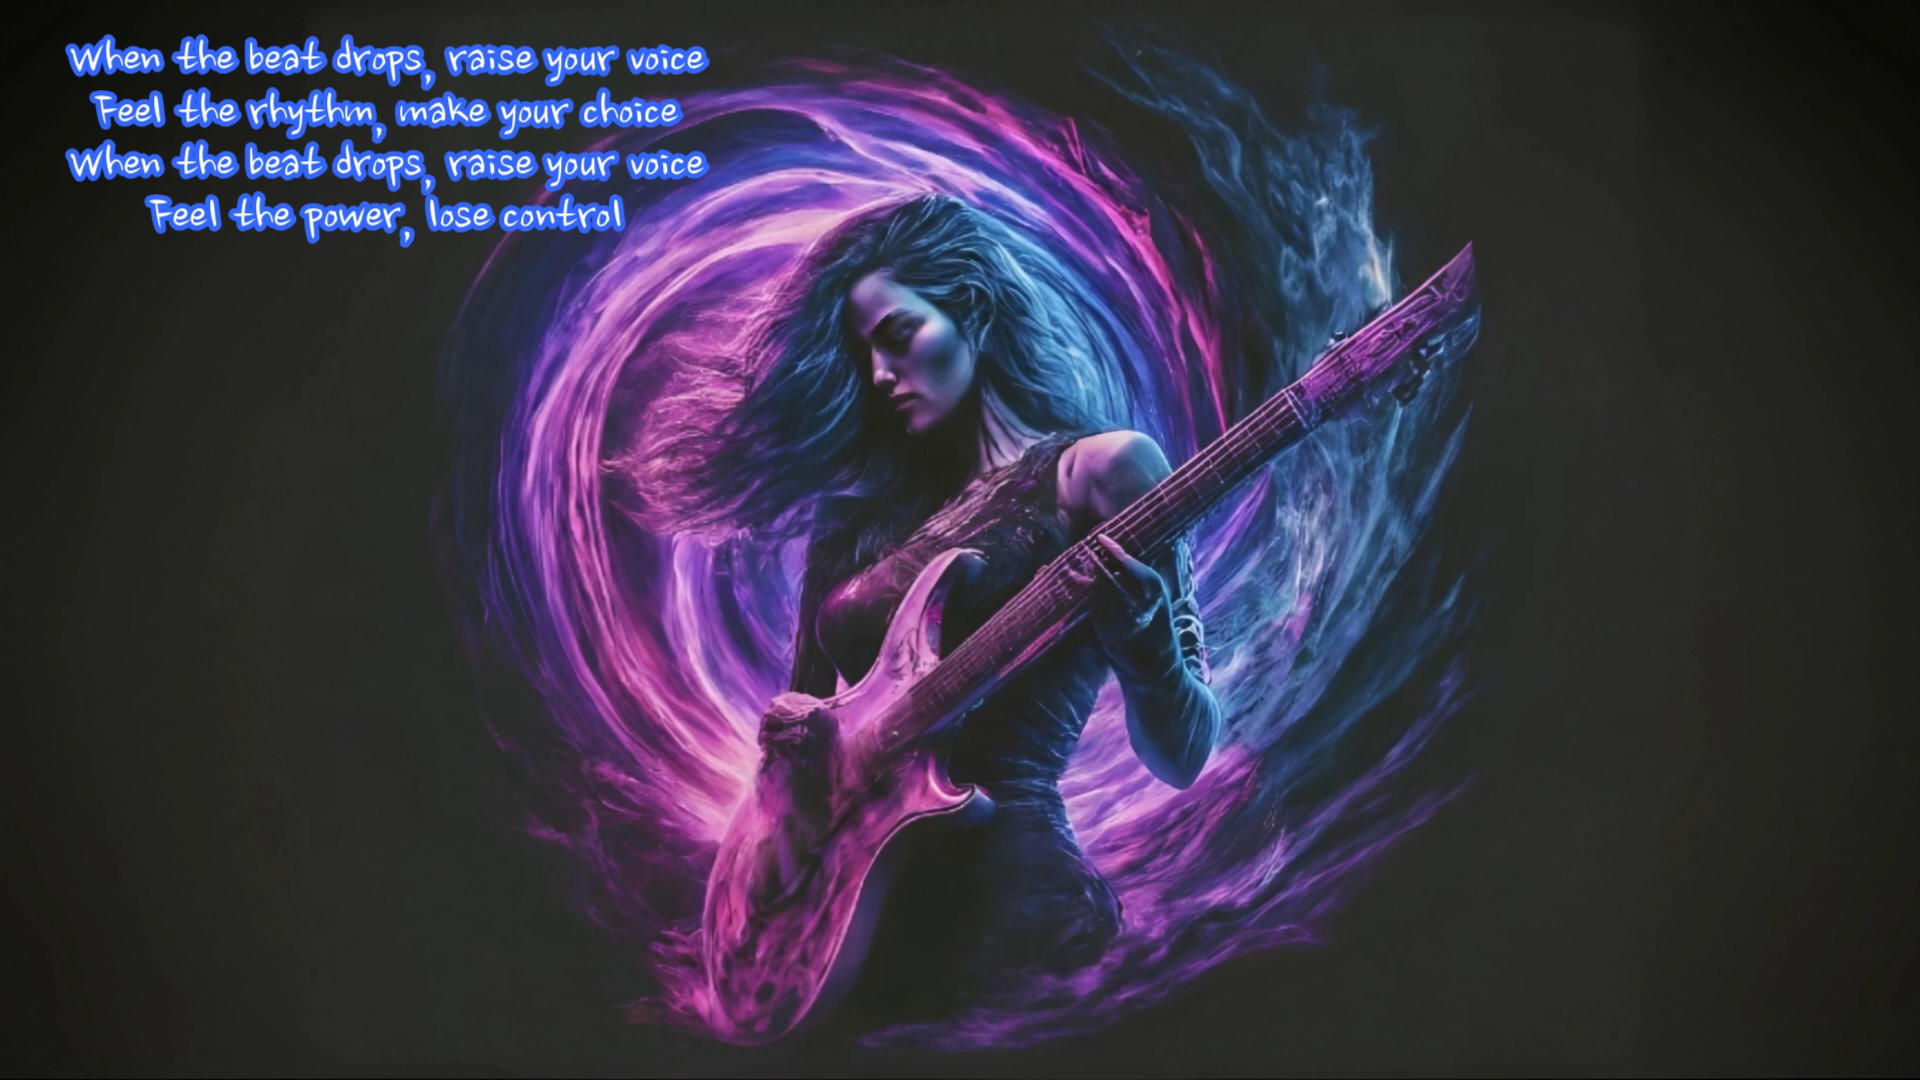 When the beat drops, raise your voice
Feel the rhythm, make your choice
When the beat drops, raise your voice
Feel the power, lose control